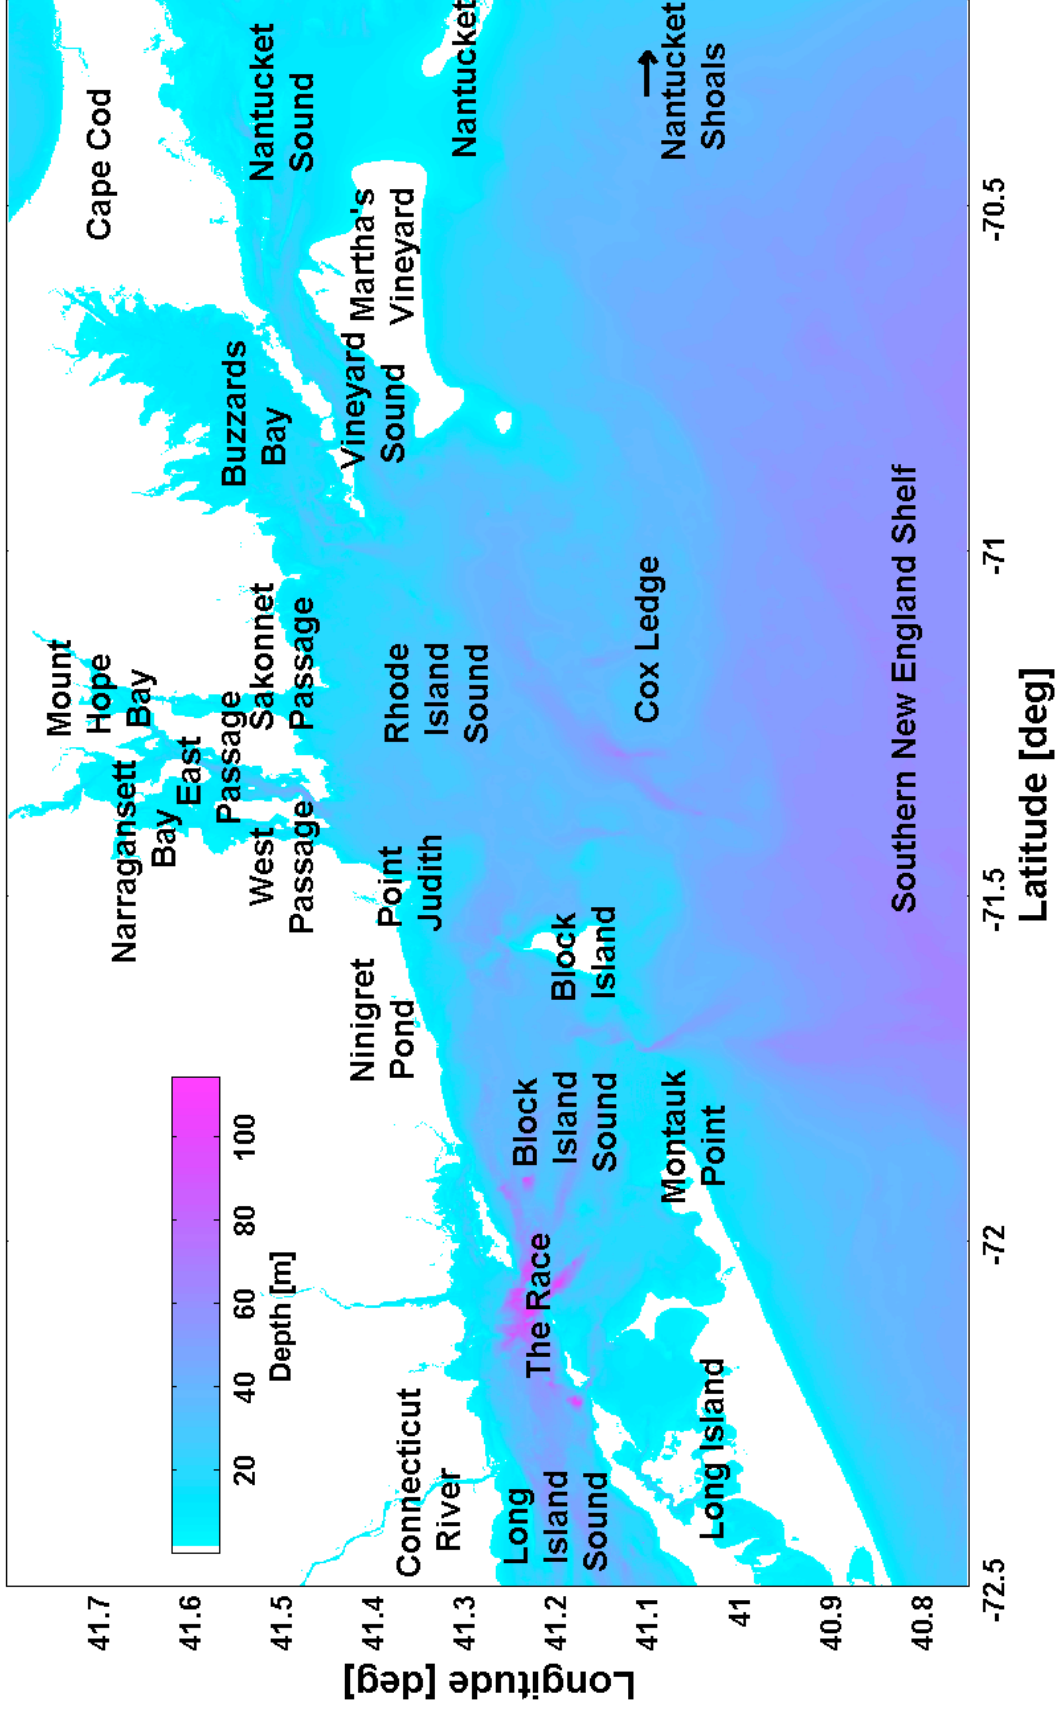 Cape Cod
Nantucket
Sound
Nantucket
Nantucket
Shoals
Martha's
Vineyard
Vineyard
Sound
Buzzards
Bay
Mount
Hope
Bay
Narragansett
Bay
East
Passage
Sakonnet
Passage
West
Passage
Rhode
Island
Sound
Cox Ledge
Point
Judith
Ninigret
Pond
Block
Island
Block
Island
Sound
Montauk
Point
The Race
Connecticut
River
Long
Island
Sound
Long Island
Southern New England Shelf
20 40 60 80 100
Depth [m]
41.7
41.6
41.5
41.4
41.3
41.2
41.1
41
40.9
40.8
Longitude [deg]
-72.5 -72 -71.5 -71 -70.5
Latitude [deg]